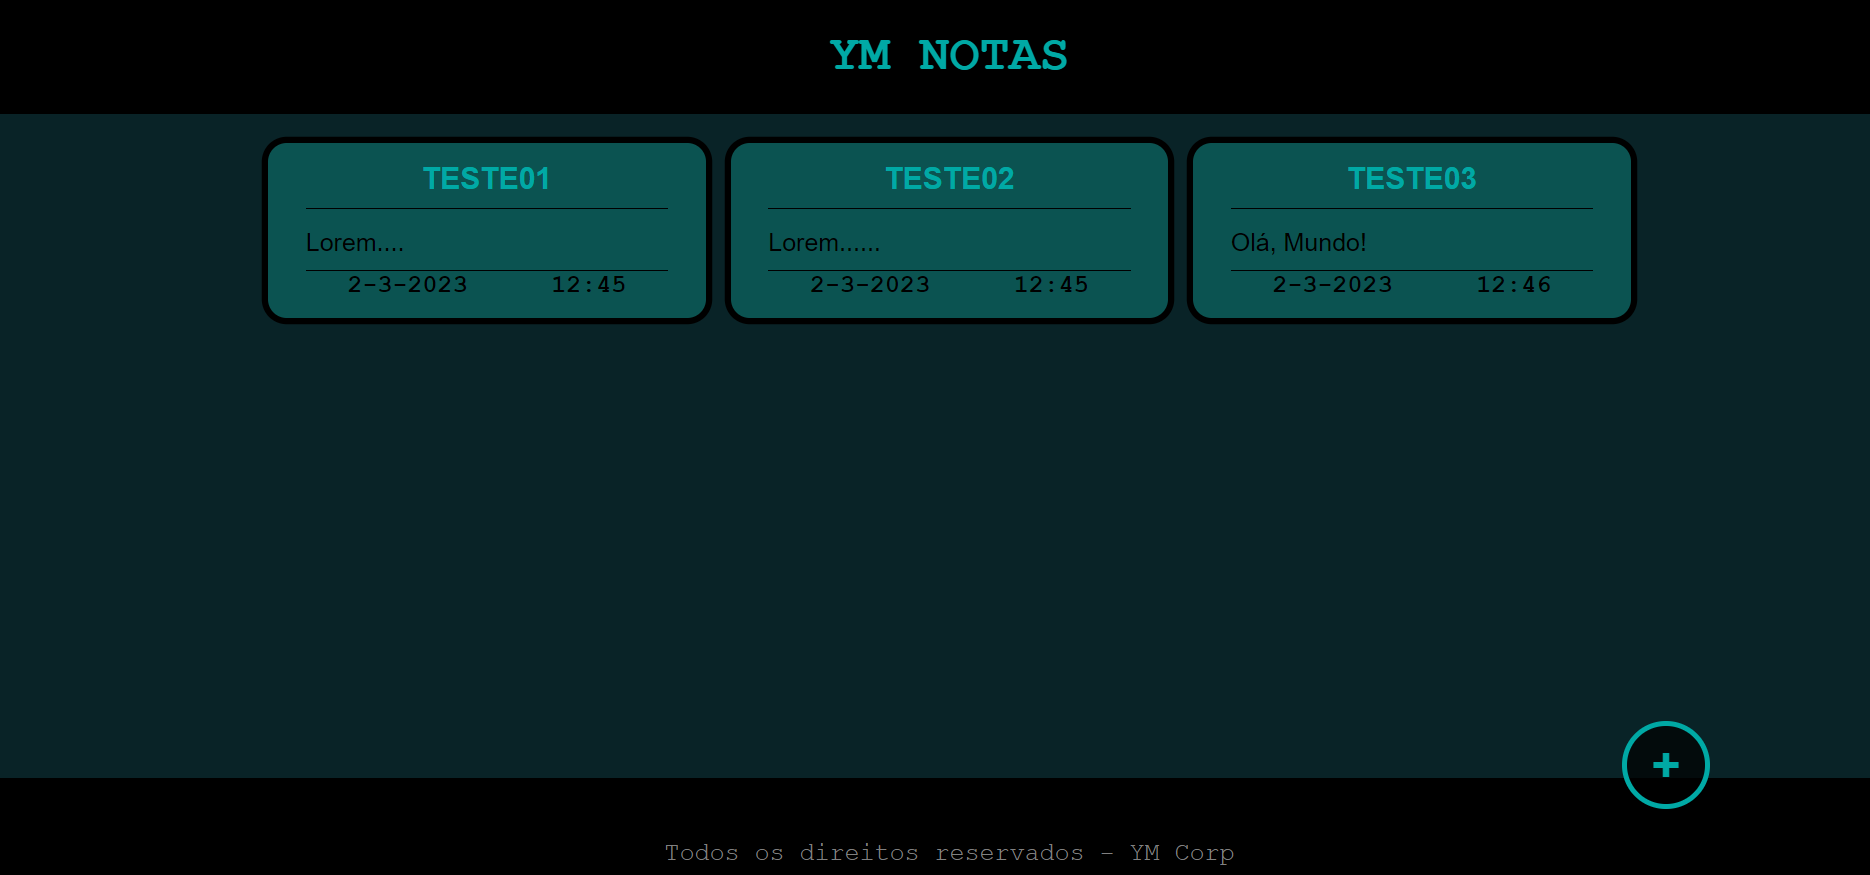 YM NOTAS
TESTE01
Lorem....
2-3-2023 12:45
TESTE02
Lorem......
2-3-2023 12:45
TESTE03
Olá, Mundo!
2-3-2023 12:46
+
Todos os direitos reservados - YM Corp